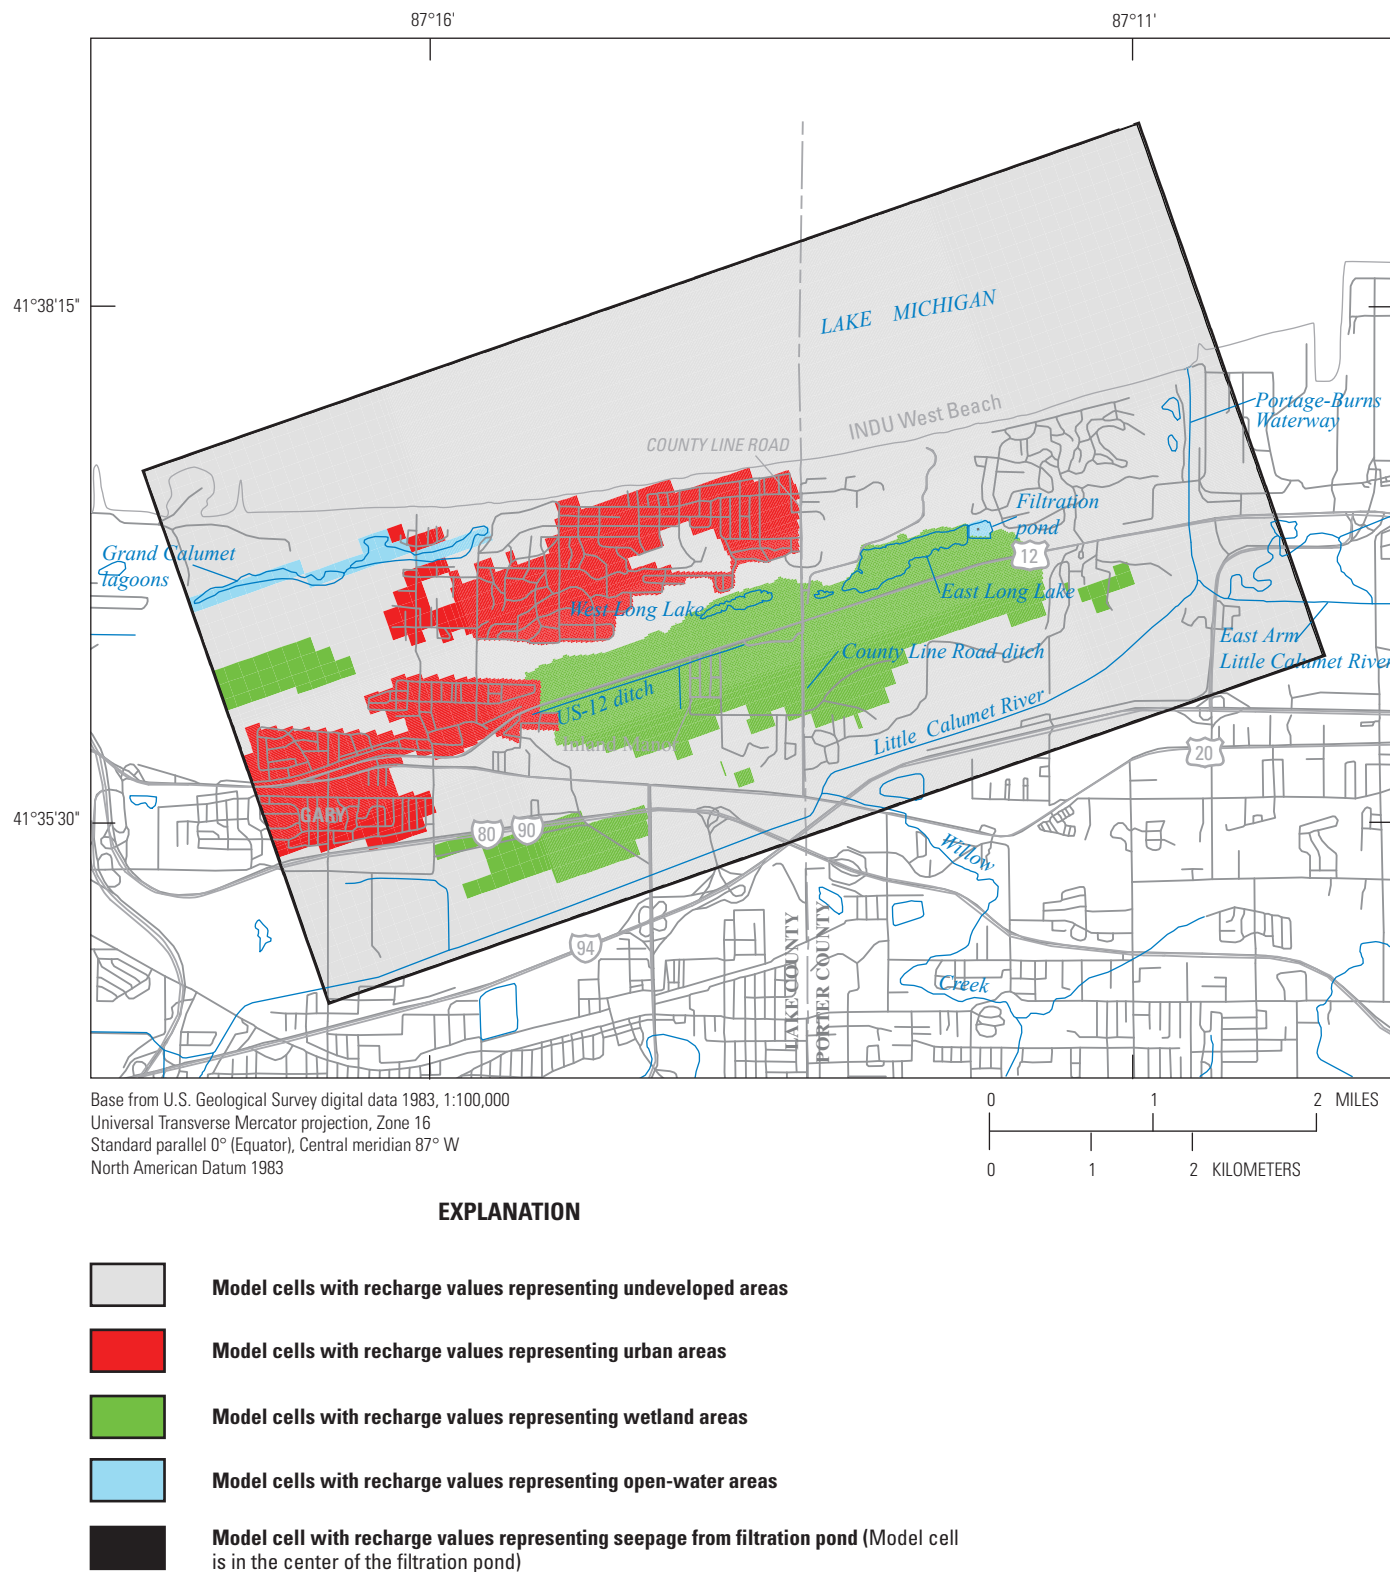 87°16'
87°11'
41°38'15"
LAKE MICHIGAN
Portage-Burns
Waterway
INDU West Beach
COUNTY LINE ROAD
Filtration
pond
Grand Calumet
lagoons
12
West Long Lake
East Long Lake
East Arm
Little Calumet River
County Line Road ditch
US-12 ditch
Little Calumet River
Inland Manor
20
41°35'30"
GARY
80
90
Willow
94
LAKE COUNTY
PORTER COUNTY
Creek
Base from U.S. Geological Survey digital data 1983, 1:100,000
Universal Transverse Mercator projection, Zone 16
Standard parallel 0° (Equator), Central meridian 87° W
North American Datum 1983
0 1 2 MILES
0 1 2 KILOMETERS
EXPLANATION
Model cells with recharge values representing undeveloped areas
Model cells with recharge values representing urban areas
Model cells with recharge values representing wetland areas
Model cells with recharge values representing open-water areas
Model cell with recharge values representing seepage from filtration pond (Model cell
is in the center of the filtration pond)